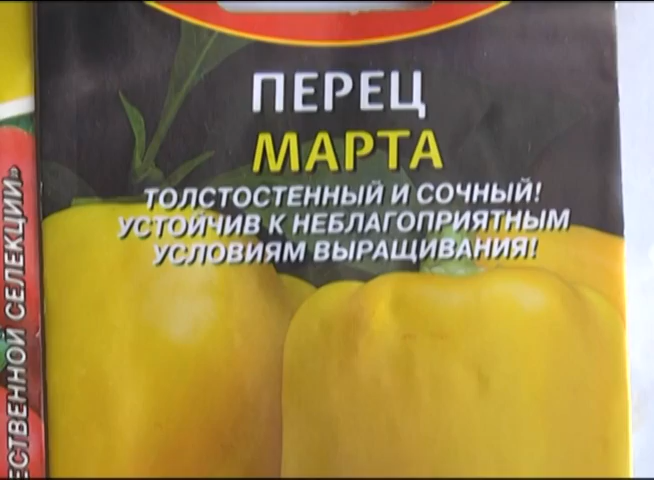 ПЕРЕЦ
МАРТА
ТОЛСТОСТЕННЫЙ И СОЧНЫЙ!
УСТОЙЧИВ К НЕБЛАГОПРИЯТНЫМ
УСЛОВИЯМ ВЫРАЩИВАНИЯ!
ЕСТВЕННОЙ СЕЛЕКЦИИ»